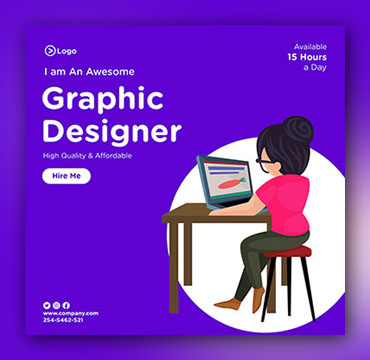 Logo
Available
15 Hours
a Day
I am An Awesome
Graphic
Designer
High Quality & Affordable
Hire Me
www.company.com
254-5462-521